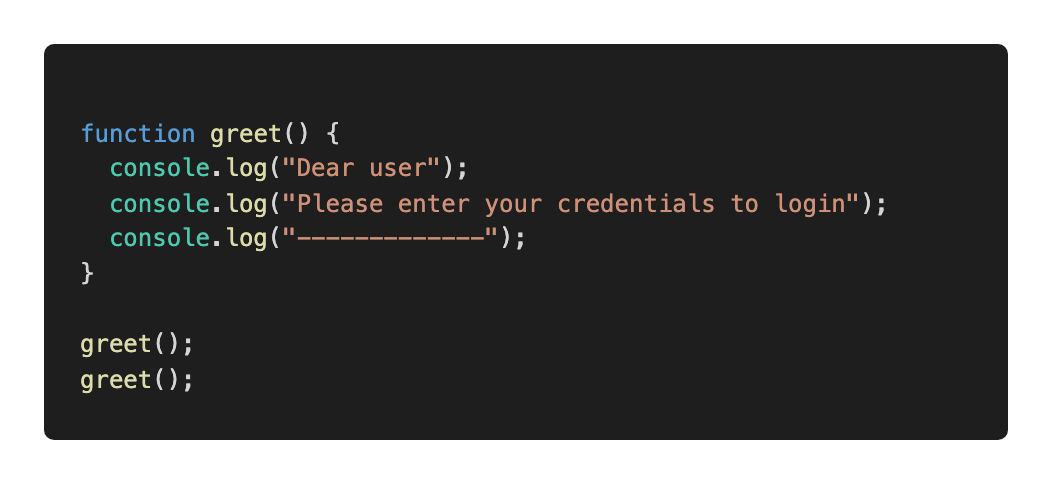 function greet() {
  console.log("Dear user");
  console.log("Please enter your credentials to login");
  console.log("-------------");
}
greet();
greet();